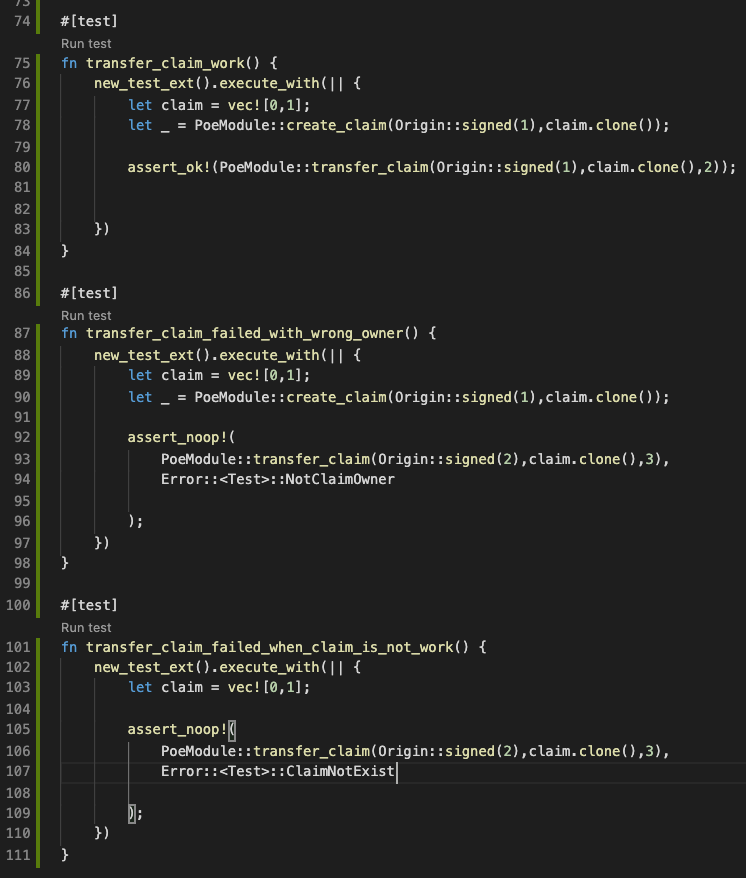 73
74 #[test]
Run test
75 fn transfer_claim_work() {
76 new_test_ext().execute_with(|| {
77 let claim = vec![0,1];
78 let _ = PoeModule::create_claim(Origin::signed(1),claim.clone());
79
80 assert_ok!(PoeModule::transfer_claim(Origin::signed(1),claim.clone(),2));
81
82
83 })
84 }
85
86 #[test]
Run test
87 fn transfer_claim_failed_with_wrong_owner() {
88 new_test_ext().execute_with(|| {
89 let claim = vec![0,1];
90 let _ = PoeModule::create_claim(Origin::signed(1),claim.clone());
91
92 assert_noop!(
93 PoeModule::transfer_claim(Origin::signed(2),claim.clone(),3),
94 Error::<Test>::NotClaimOwner
95
96 );
97 })
98 }
99
100 #[test]
Run test
101 fn transfer_claim_failed_when_claim_is_not_work() {
102 new_test_ext().execute_with(|| {
103 let claim = vec![0,1];
104
105 assert_noop!(
106 PoeModule::transfer_claim(Origin::signed(2),claim.clone(),3),
107 Error::<Test>::ClaimNotExist
108
109 );
110 })
111 }